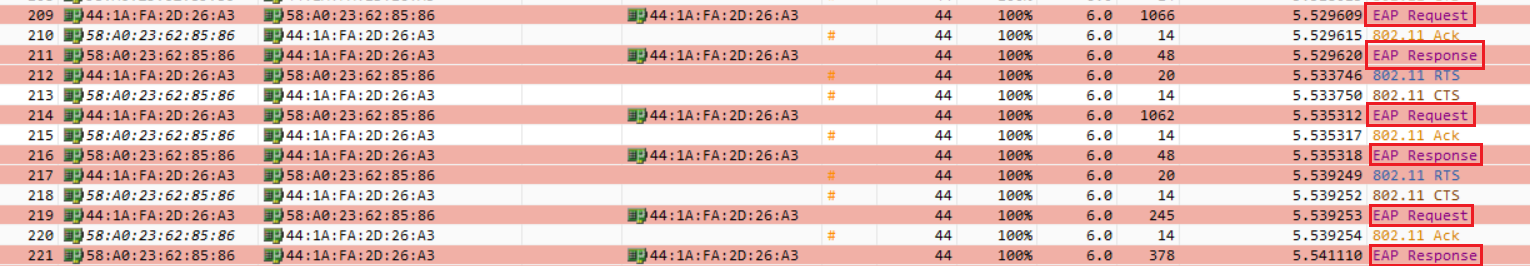 209 44:1A:FA:2D:26:A3 58:A0:23:62:85:86 44:1A:FA:2D:26:A3 44 100% 6.0 1066 5.529609 EAP Request
210 58:A0:23:62:85:86 44:1A:FA:2D:26:A3 # 44 100% 6.0 14 5.529615 802.11 Ack
211 58:A0:23:62:85:86 44:1A:FA:2D:26:A3 44:1A:FA:2D:26:A3 44 100% 6.0 48 5.529620 EAP Response
212 44:1A:FA:2D:26:A3 58:A0:23:62:85:86 # 44 100% 6.0 20 5.533746 802.11 RTS
213 58:A0:23:62:85:86 44:1A:FA:2D:26:A3 # 44 100% 6.0 14 5.533750 802.11 CTS
214 44:1A:FA:2D:26:A3 58:A0:23:62:85:86 44:1A:FA:2D:26:A3 44 100% 6.0 1062 5.535312 EAP Request
215 58:A0:23:62:85:86 44:1A:FA:2D:26:A3 # 44 100% 6.0 14 5.535317 802.11 Ack
216 58:A0:23:62:85:86 44:1A:FA:2D:26:A3 44:1A:FA:2D:26:A3 44 100% 6.0 48 5.535318 EAP Response
217 44:1A:FA:2D:26:A3 58:A0:23:62:85:86 # 44 100% 6.0 20 5.539249 802.11 RTS
218 58:A0:23:62:85:86 44:1A:FA:2D:26:A3 # 44 100% 6.0 14 5.539252 802.11 CTS
219 44:1A:FA:2D:26:A3 58:A0:23:62:85:86 44:1A:FA:2D:26:A3 44 100% 6.0 245 5.539253 EAP Request
220 58:A0:23:62:85:86 44:1A:FA:2D:26:A3 # 44 100% 6.0 14 5.539254 802.11 Ack
221 58:A0:23:62:85:86 44:1A:FA:2D:26:A3 44:1A:FA:2D:26:A3 44 100% 6.0 378 5.541110 EAP Response